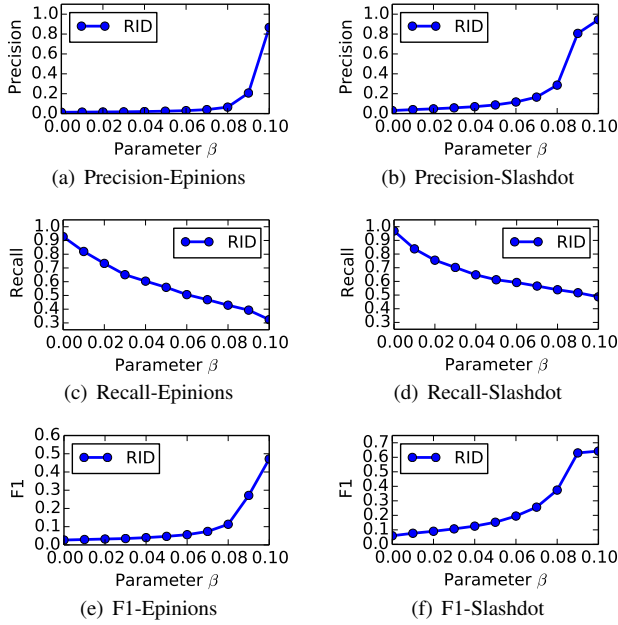 1.0
0.8
0.6
0.4
0.2
0.0
Precision
RID
0.00 0.02 0.04 0.06 0.08 0.10
Parameter β
(a) Precision-Epinions
1.0
0.8
0.6
0.4
0.2
0.0
Precision
RID
0.00 0.02 0.04 0.06 0.08 0.10
Parameter β
(b) Precision-Slashdot
1.0
0.9
0.8
0.7
0.6
0.5
0.4
0.3
Recall
RID
0.00 0.02 0.04 0.06 0.08 0.10
Parameter β
(c) Recall-Epinions
1.0
0.9
0.8
0.7
0.6
0.5
0.4
0.3
Recall
RID
0.00 0.02 0.04 0.06 0.08 0.10
Parameter β
(d) Recall-Slashdot
0.6
0.5
0.4
0.3
0.2
0.1
0.0
F1
RID
0.00 0.02 0.04 0.06 0.08 0.10
Parameter β
(e) F1-Epinions
0.7
0.6
0.5
0.4
0.3
0.2
0.1
0.0
F1
RID
0.00 0.02 0.04 0.06 0.08 0.10
Parameter β
(f) F1-Slashdot